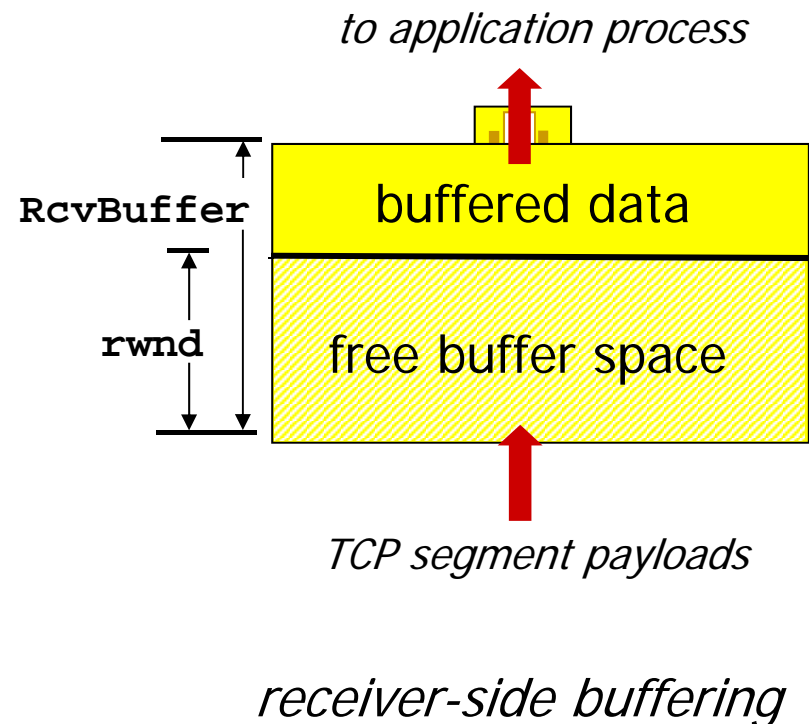 to application process
RcvBuffer
buffered data
rwnd
free buffer space
TCP segment payloads
receiver-side buffering